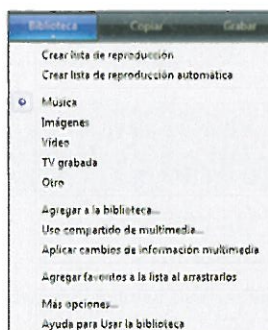 Biblioteca Copiar Grabar
Crear lista de reproducción
Crear lista de reproducción automática
Música
Imágenes
Vídeo
TV grabada
Otro
Agregar a la biblioteca...
Uso compartido de multimedia...
Aplicar cambios de información multimedia
Agregar favoritos a la lista al arrastrarlos
Más opciones...
Ayuda para Usar la biblioteca